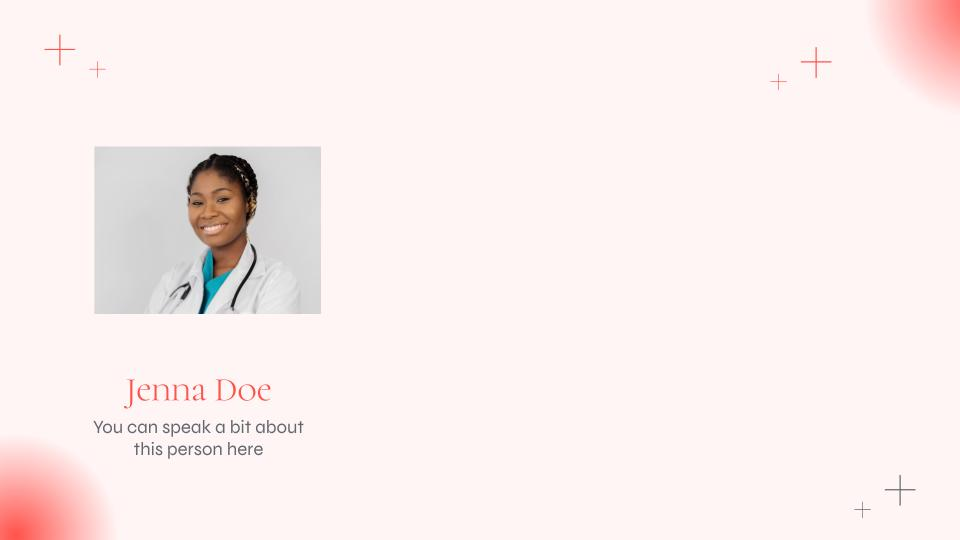 Jenna Doe
You can speak a bit about
this person here